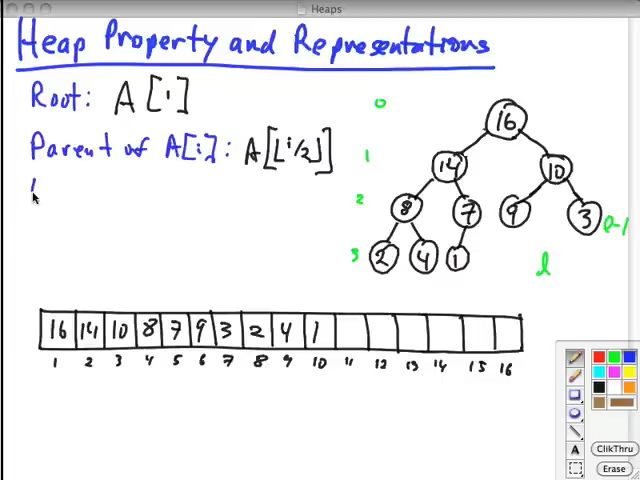 Heaps
Heap Property and Representations
Root: A[1]
Parent of A[i]: A[⌊i/2⌋]
0
16
1
14 10
2
8 7 9 3
l-1
3
2 4 1
l
16 14 10 8 7 9 3 2 4 1
1 2 3 4 5 6 7 8 9 10 11 12 13 14 15 16
A
ClikThru
Erase